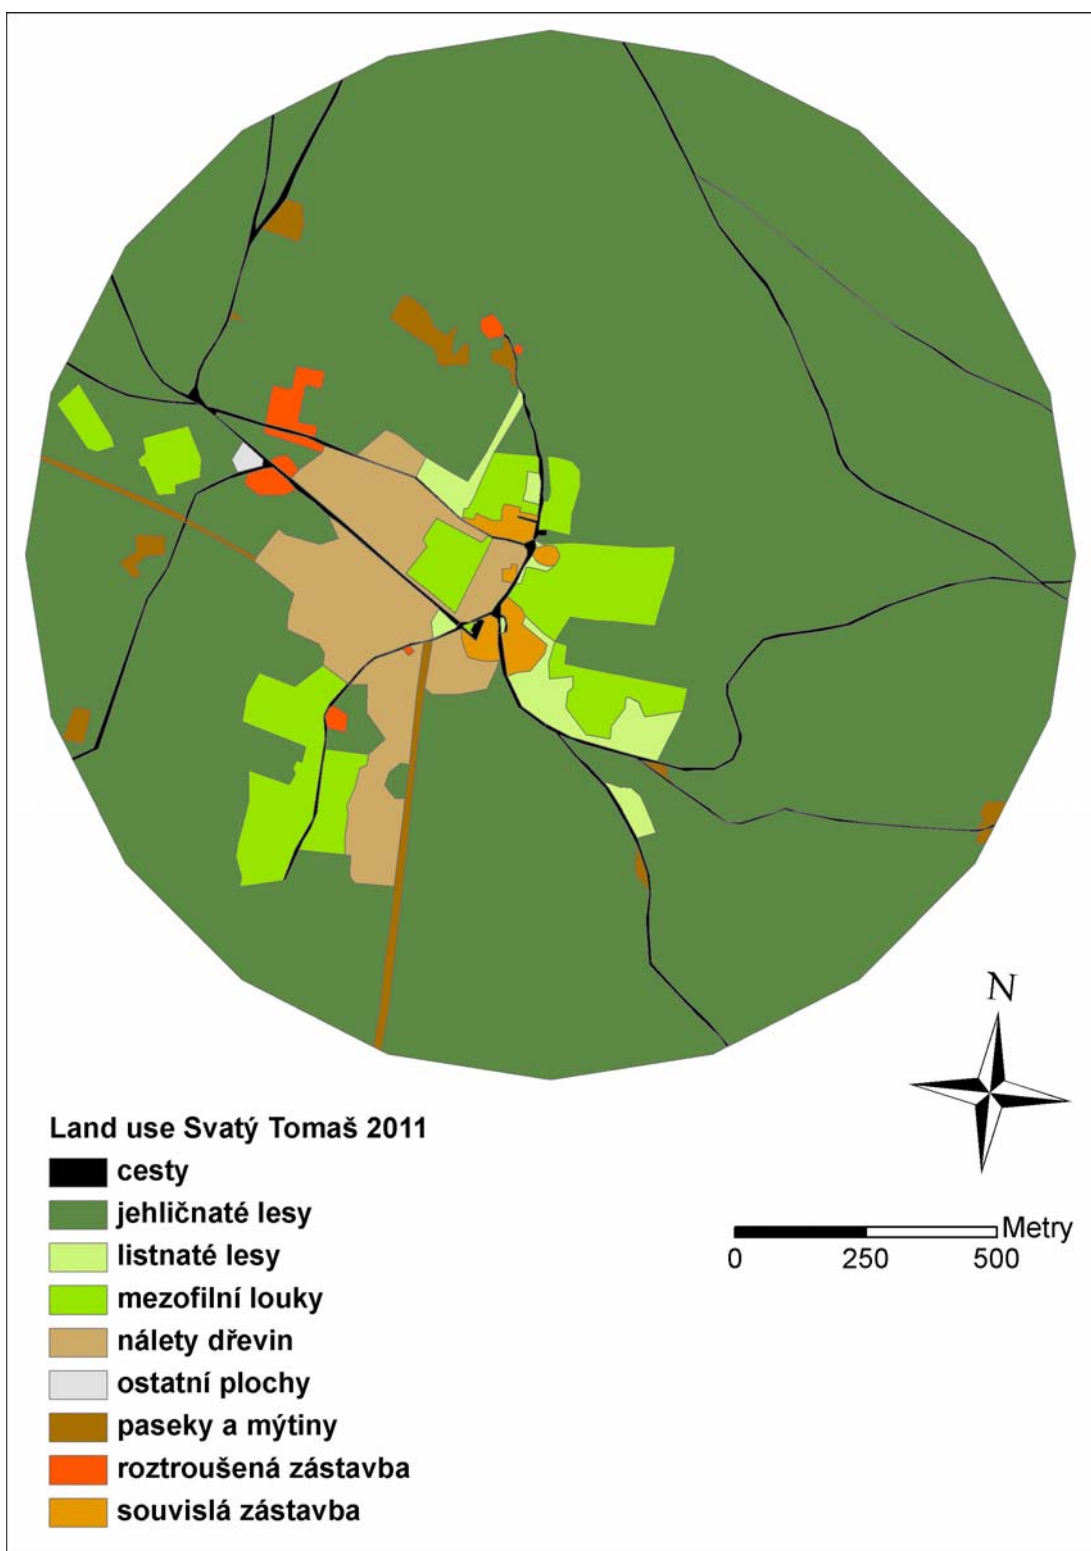 N
Land use Svatý Tomaš 2011
cesty
jehličnaté lesy
listnaté lesy
mezofilní louky
nálety dřevin
ostatní plochy
paseky a mýtiny
roztroušená zástavba
souvislá zástavba
Metry
0 250 500